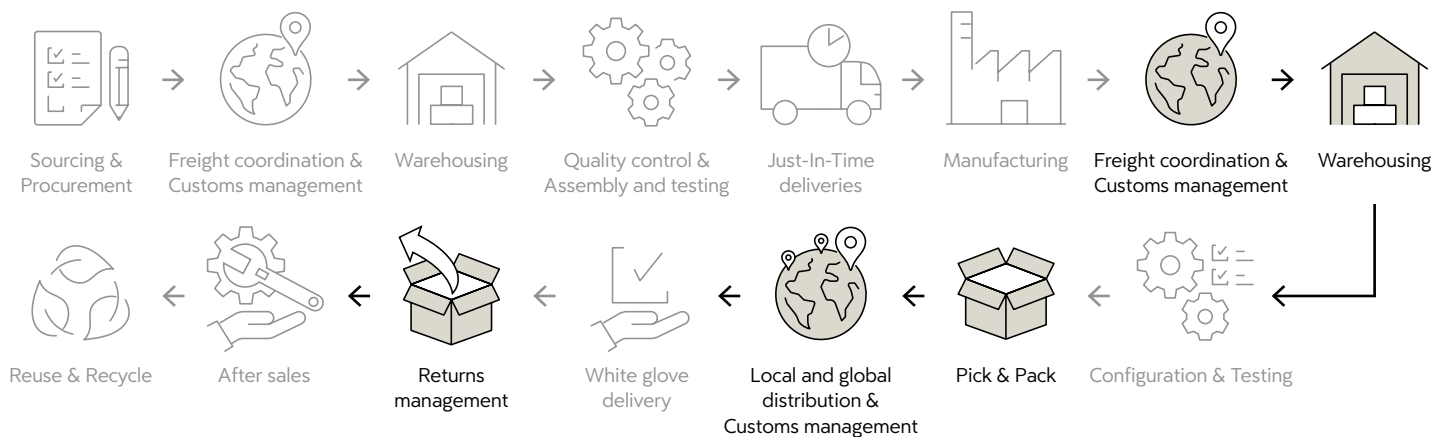 Sourcing &
Procurement
Freight coordination &
Customs management
Warehousing
Quality control &
Assembly and testing
Just-In-Time
deliveries
Manufacturing
Freight coordination &
Customs management
Warehousing
Reuse & Recycle
After sales
Returns
management
White glove
delivery
Local and global
distribution &
Customs management
Pick & Pack
Configuration & Testing